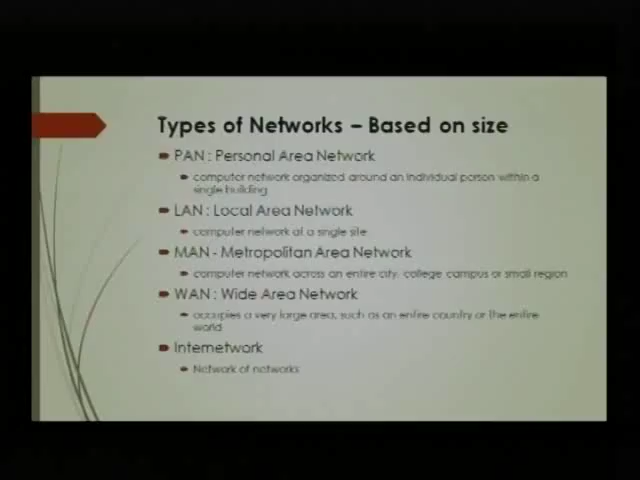 Types of Networks – Based on size
PAN : Personal Area Network
computer network organized around an individual person within a
single building
LAN : Local Area Network
computer network at a single site
MAN - Metropolitan Area Network
computer network across an entire city, college campus or small region
WAN : Wide Area Network
occupies a very large area, such as an entire country or the entire
world
Internetwork
Network of networks